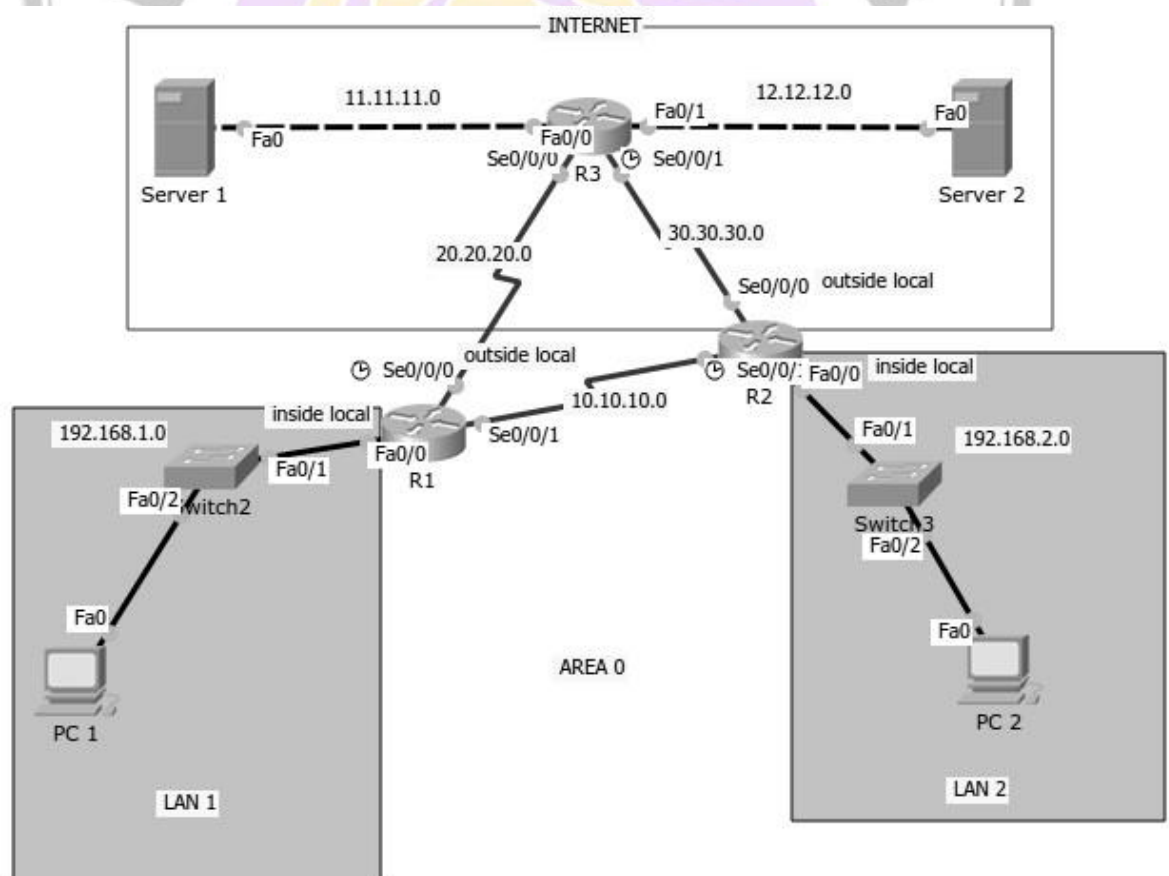 INTERNET
11.11.11.0
12.12.12.0
Fa0/1
Fa0
Fa0
Fa0/0
Se0/0/0
Se0/0/1
R3
Server 1
Server 2
30.30.30.0
20.20.20.0
Se0/0/0
outside local
outside local
Se0/0/0
Se0/0/
Fa0/0
inside local
R2
10.10.10.0
inside local
192.168.1.0
Se0/0/1
Fa0/0
Fa0/1
R1
Fa0/1
192.168.2.0
Fa0/2
witch2
Switch3
Fa0/2
Fa0
Fa0
AREA 0
PC 1
PC 2
LAN 1
LAN 2